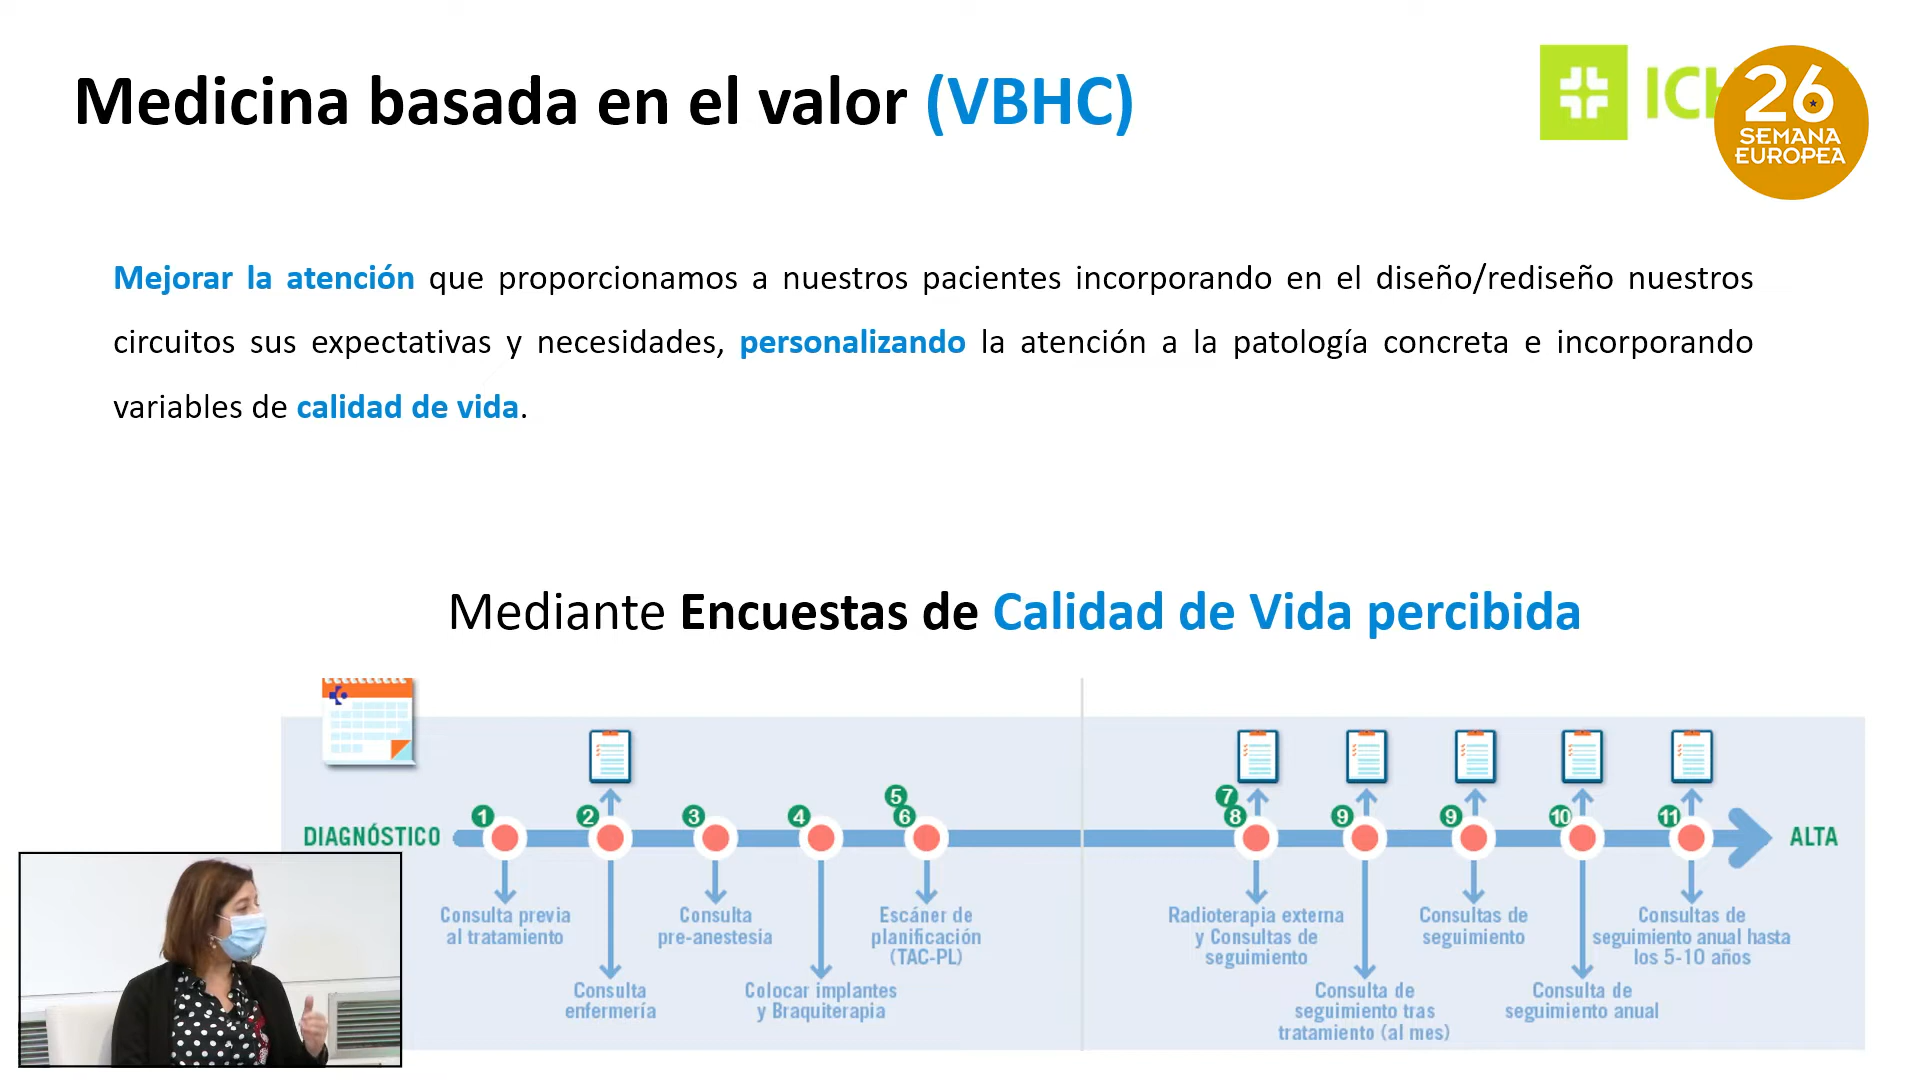 Medicina basada en el valor (VBHC)
26
SEMANA
EUROPEA
Mejorar la atención que proporcionamos a nuestros pacientes incorporando en el diseño/rediseño nuestros
circuitos sus expectativas y necesidades, personalizando la atención a la patología concreta e incorporando
variables de calidad de vida.
Mediante Encuestas de Calidad de Vida percibida
DIAGNÓSTICO
1
2
3
4
5
6
7
8
9
9
10
11
ALTA
Consulta previa
al tratamiento
Consulta
enfermería
Consulta
pre-anestesia
Colocar implantes
y Braquiterapia
Escáner de
planificación
(TAC-PL)
Radioterapia externa
y Consultas de
seguimiento
Consulta de
seguimiento tras
tratamiento (al mes)
Consultas de
seguimiento
Consulta de
seguimiento anual
Consultas de
seguimiento anual hasta
los 5-10 años